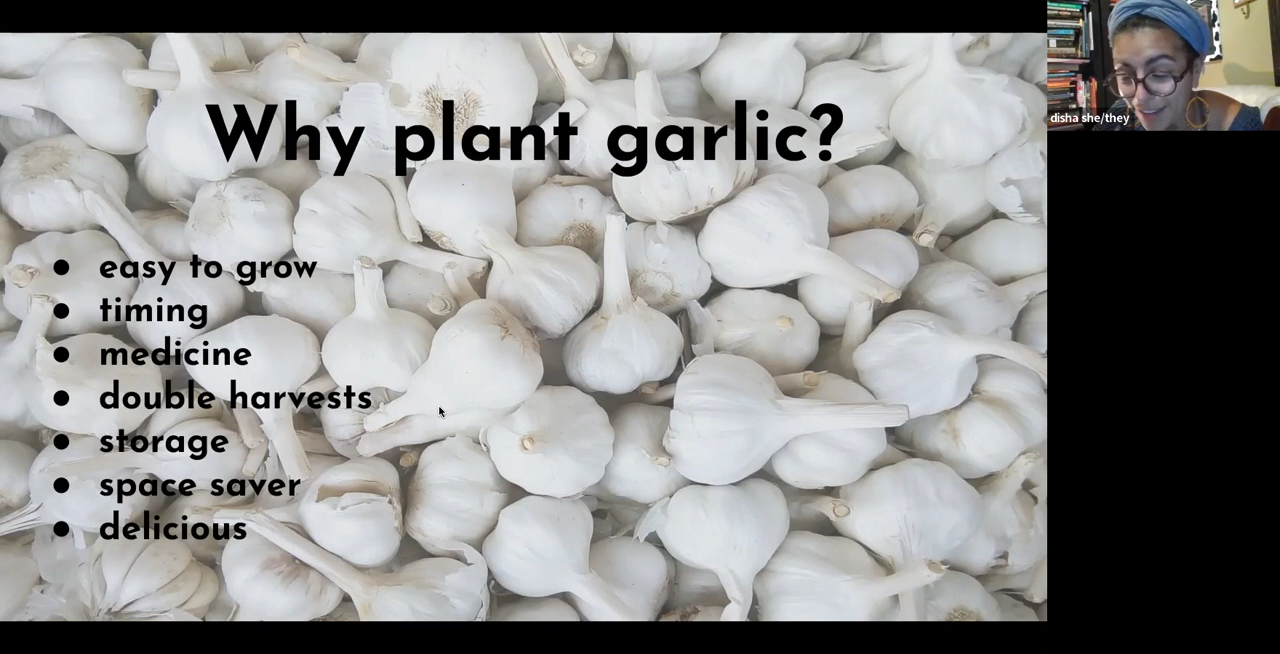 Why plant garlic?
disha she/they
● easy to grow
● timing
● medicine
● double harvests
● storage
● space saver
● delicious